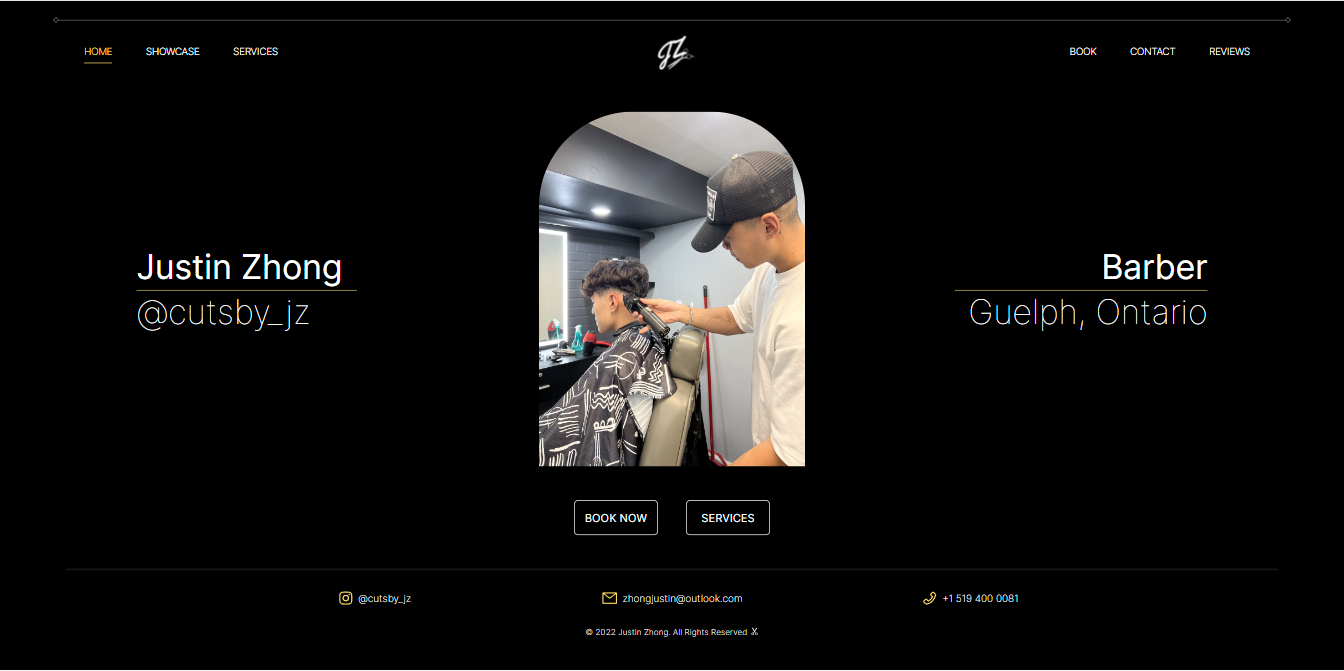 HOME SHOWCASE SERVICES JZ BOOK CONTACT REVIEWS
Justin Zhong
@cutsby_jz
Barber
Guelph, Ontario
BOOK NOW SERVICES
@cutsby_jz zhongjustin@outlook.com +1 519 400 0081
© 2022 Justin Zhong. All Rights Reserved